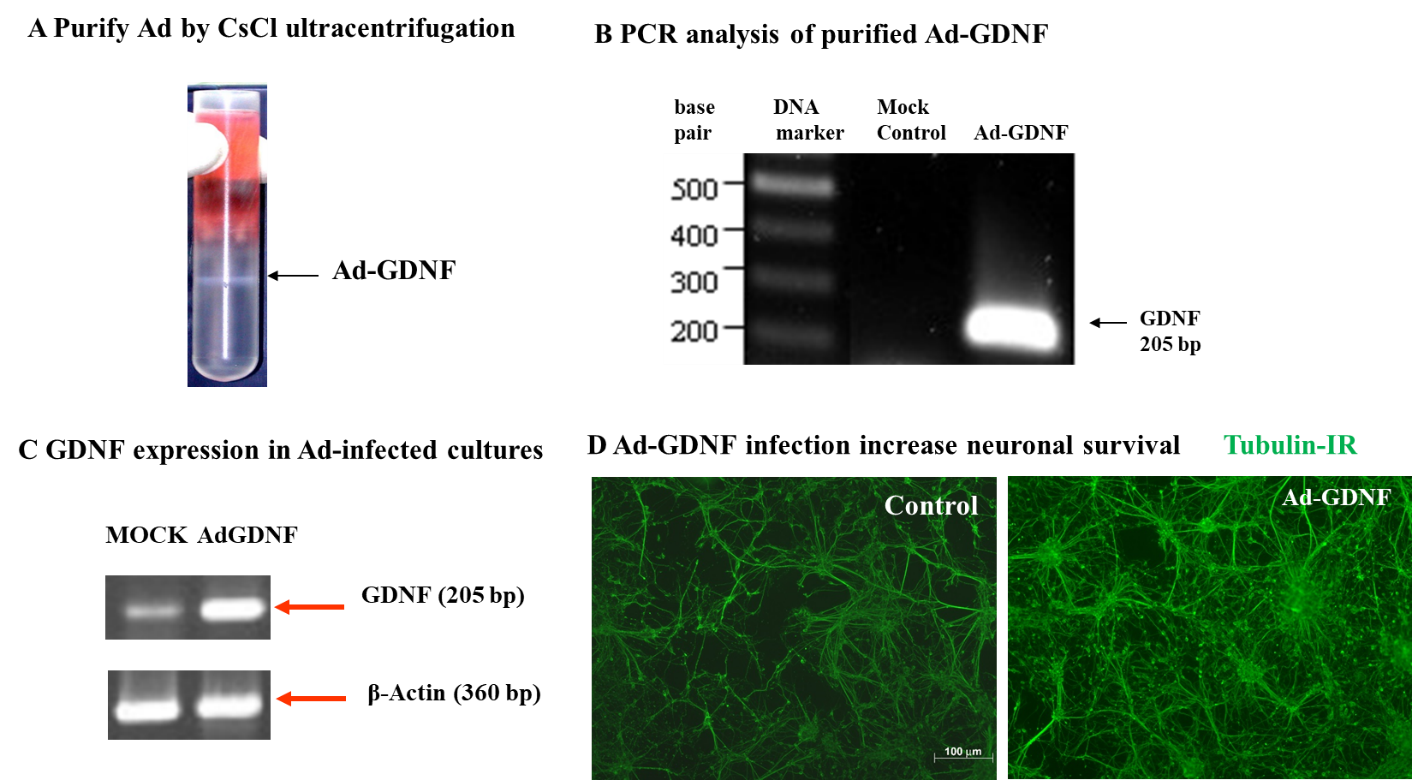 A Purify Ad by CsCl ultracentrifugation
Ad-GDNF
B PCR analysis of purified Ad-GDNF
base pair
DNA marker
Mock Control
Ad-GDNF
500
400
300
200
GDNF
205 bp
C GDNF expression in Ad-infected cultures
MOCK AdGDNF
GDNF (205 bp)
β-Actin (360 bp)
D Ad-GDNF infection increase neuronal survival Tubulin-IR
Control
100 μm
Ad-GDNF